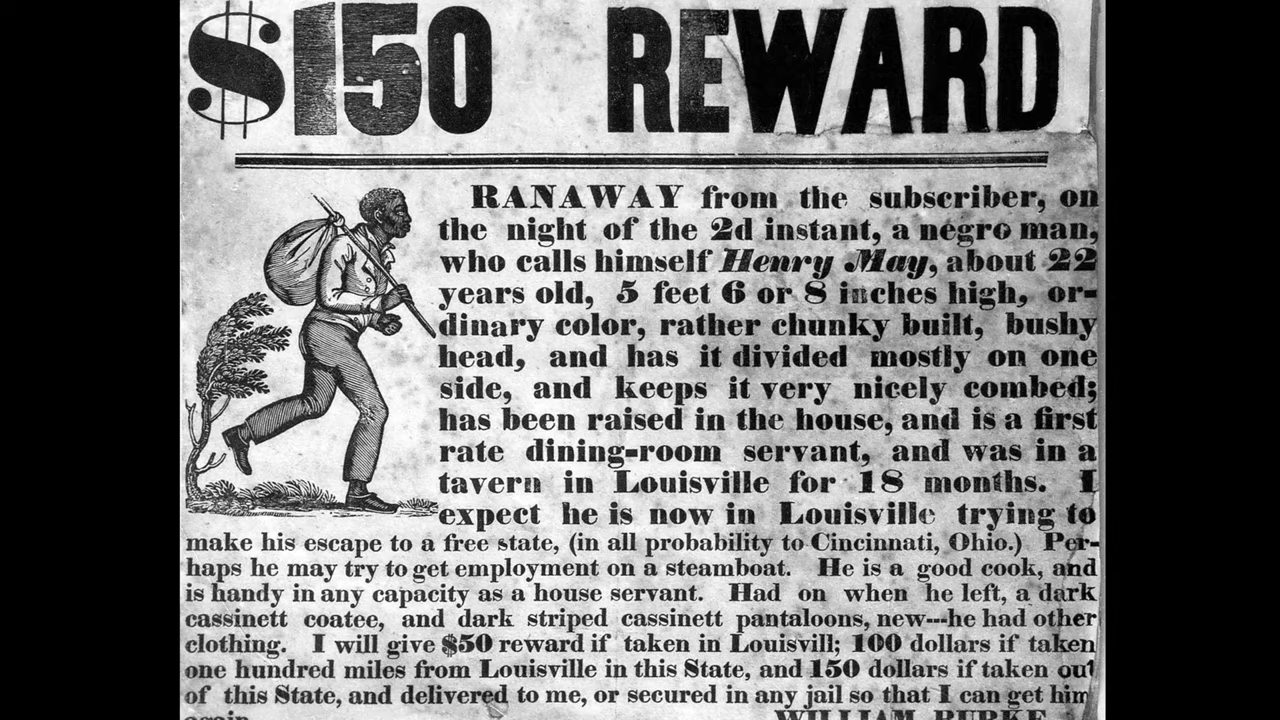 $150 REWARD
RANAWAY from the subscriber, on
the night of the 2d instant, a negro man,
who calls himself Henry May, about 22
years old, 5 feet 6 or 8 inches high, or-
dinary color, rather chunky built, bushy
head, and has it divided mostly on one
side, and keeps it very nicely combed;
has been raised in the house, and is a first
rate dining-room servant, and was in a
tavern in Louisville for 18 months. I
expect he is now in Louisville trying to
make his escape to a free state, (in all probability to Cincinnati, Ohio.) Per-
haps he may try to get employment on a steamboat. He is a good cook, and
is handy in any capacity as a house servant. Had on when he left, a dark
cassinett coatee, and dark striped cassinett pantaloons, new---he had other
clothing. I will give $50 reward if taken in Louisvill; 100 dollars if taken
one hundred miles from Louisville in this State, and 150 dollars if taken out
of this State, and delivered to me, or secured in any jail so that I can get him
again. WILLIAM BURKE.